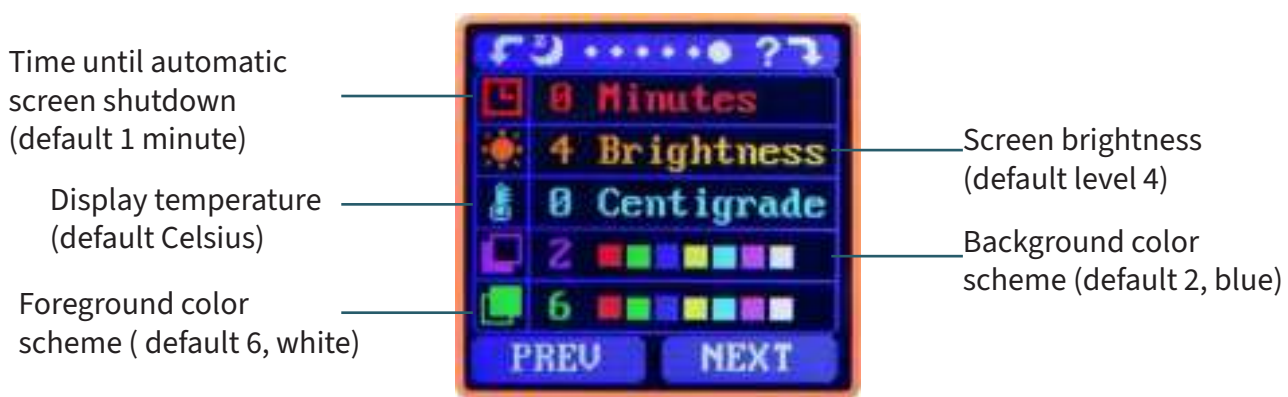 Time until automatic
screen shutdown
(default 1 minute)
Display temperature
(default Celsius)
Foreground color
scheme ( default 6, white)
?
0 Minutes
4 Brightness
0 Centigrade
2
6
PREV NEXT
Screen brightness
(default level 4)
Background color
scheme (default 2, blue)